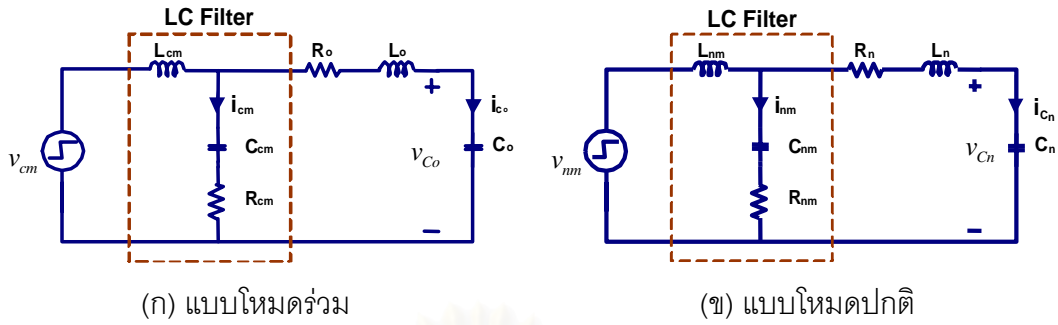 LC Filter
Lcm
Ro
Lo
icm
+
ico
Ccm
vCo
Co
vcm
Rcm
−
(ก) แบบโหมดร่วม
LC Filter
Lnm
Rn
Ln
inm
+
iCn
Cnm
vCn
Cn
vnm
Rnm
−
(ข) แบบโหมดปกติ